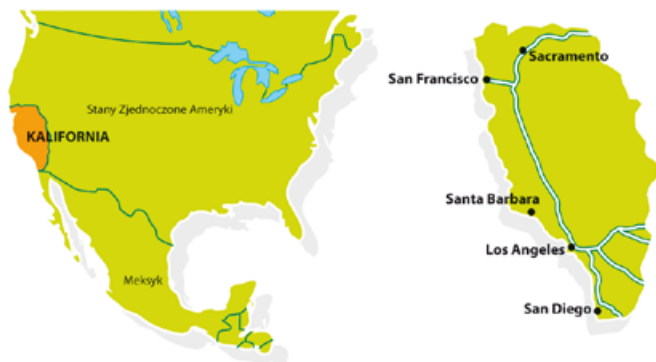 Stany Zjednoczone Ameryki
KALIFORNIA
Meksyk
Sacramento
San Francisco
Santa Barbara
Los Angeles
San Diego